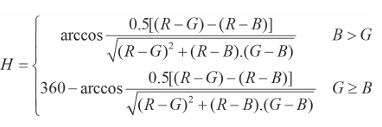 H = { arccos 0.5[(R−G)−(R−B)] / √((R−G)²+(R−B).(G−B)) B > G
360−arccos 0.5[(R−G)−(R−B)] / √((R−G)²+(R−B).(G−B)) G ≥ B